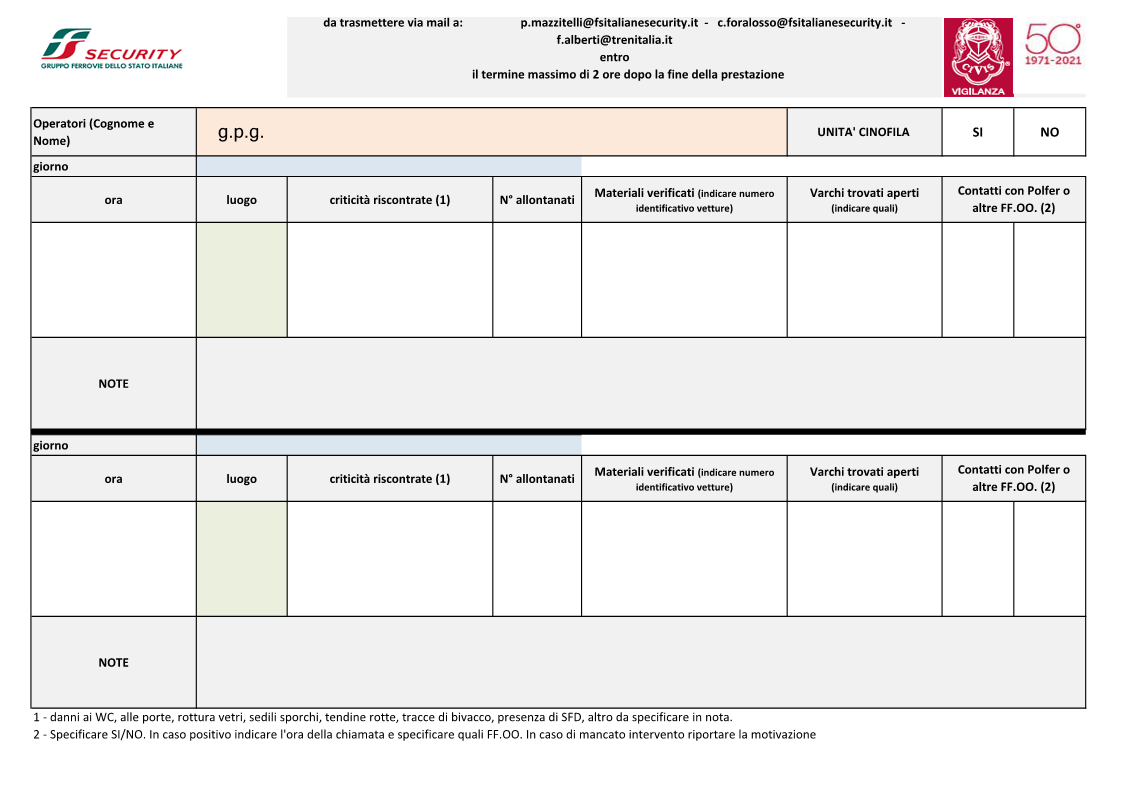 FS SECURITY
GRUPPO FERROVIE DELLO STATO ITALIANE
da trasmettere via mail a: p.mazzitelli@fsitalianesecurity.it - c.foralosso@fsitalianesecurity.it -
f.alberti@trenitalia.it
entro
il termine massimo di 2 ore dopo la fine della prestazione
CIVIS
VIGILANZA
50°
1971-2021
Operatori (Cognome e
Nome)
g.p.g.
UNITA' CINOFILA
SI
NO
giorno
ora
luogo
criticità riscontrate (1)
N° allontanati
Materiali verificati (indicare numero
identificativo vetture)
Varchi trovati aperti
(indicare quali)
Contatti con Polfer o
altre FF.OO. (2)
NOTE
giorno
ora
luogo
criticità riscontrate (1)
N° allontanati
Materiali verificati (indicare numero
identificativo vetture)
Varchi trovati aperti
(indicare quali)
Contatti con Polfer o
altre FF.OO. (2)
NOTE
1 - danni ai WC, alle porte, rottura vetri, sedili sporchi, tendine rotte, tracce di bivacco, presenza di SFD, altro da specificare in nota.
2 - Specificare SI/NO. In caso positivo indicare l'ora della chiamata e specificare quali FF.OO. In caso di mancato intervento riportare la motivazione